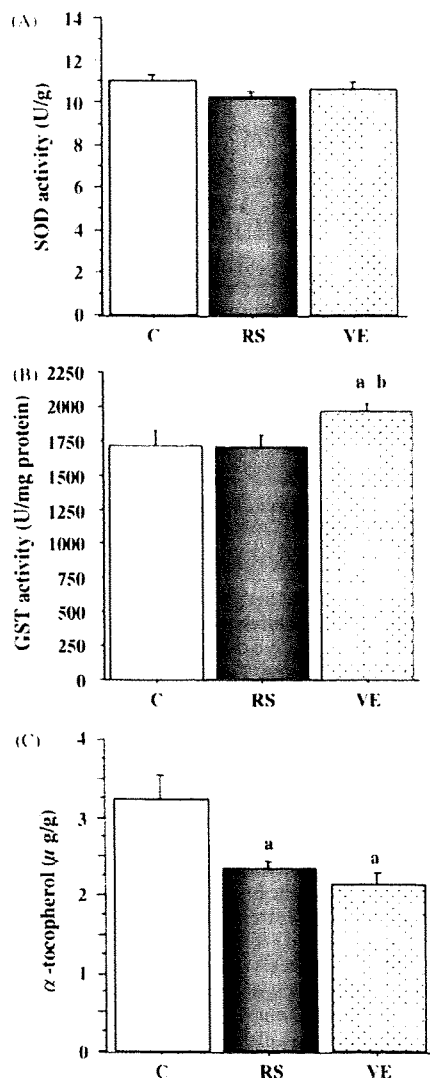 (A)
SOD activity (U/g)
14
12
10
8
6
4
2
0
C RS VE
(B)
GST activity (U/mg protein)
2250
2000
1750
1500
1250
1000
750
500
250
0
a b
C RS VE
(C)
α -tocopherol (μ g/g)
4
3
2
1
0
a a
C RS VE